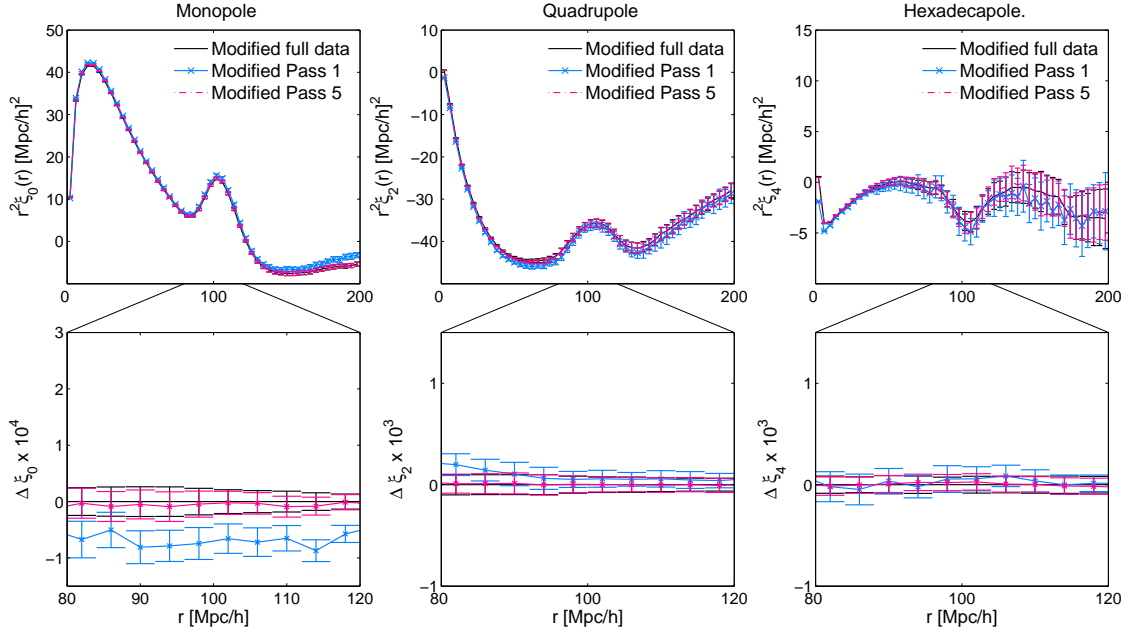 Monopole
Quadrupole
Hexadecapole.
r²ξ₀(r) [Mpc/h]²
50
40
30
20
10
0
0
100
200
Modified full data
Modified Pass 1
Modified Pass 5
r²ξ₂(r) [Mpc/h]²
10
0
−10
−20
−30
−40
0
100
200
Modified full data
Modified Pass 1
Modified Pass 5
r²ξ₄(r) [Mpc/h]²
15
10
5
0
−5
0
100
200
Modified full data
Modified Pass 1
Modified Pass 5
Δ ξ₀ x 10⁴
3
2
1
0
−1
80
90
100
110
120
r [Mpc/h]
Δ ξ₂ x 10³
1
0
−1
80
100
120
r [Mpc/h]
Δ ξ₄ x 10³
1
0
−1
80
100
120
r [Mpc/h]